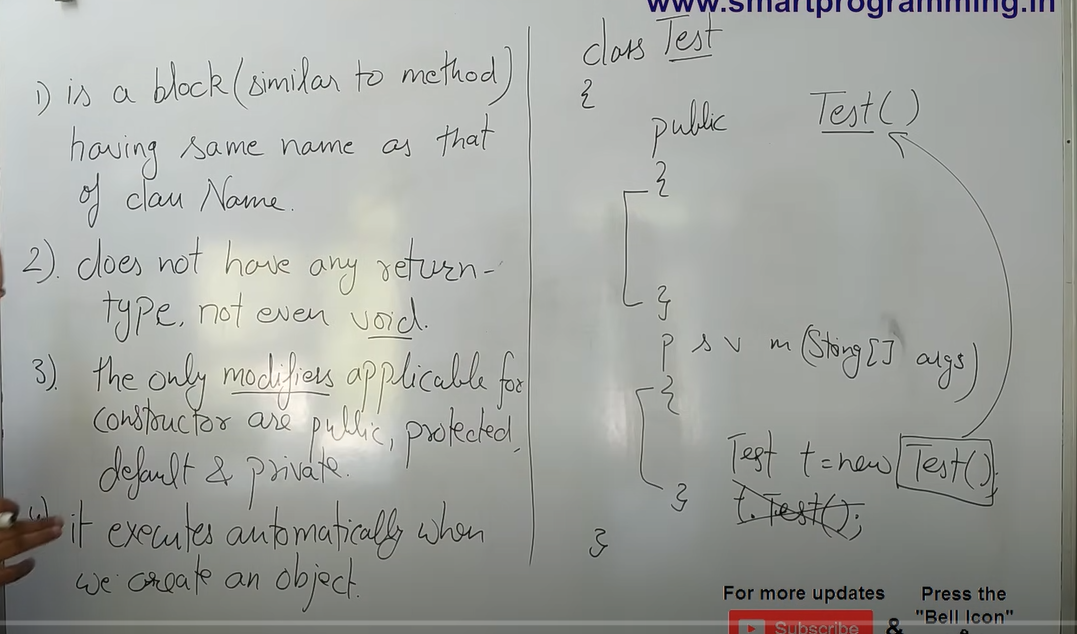 www.smartprogramming.in
1) is a block (similar to method)
having same name as that
of class Name.
2). does not have any return-
type, not even void.
3). the only modifiers applicable for
constructor are public, protected,
default & private.
4) it executes automatically when
we create an object.
class Test
{
public Test()
{
}
p s v m (String[] args)
{
Test t = new Test();
t.Test();
}
}
For more updates
Subscribe
&
Press the
"Bell Icon"